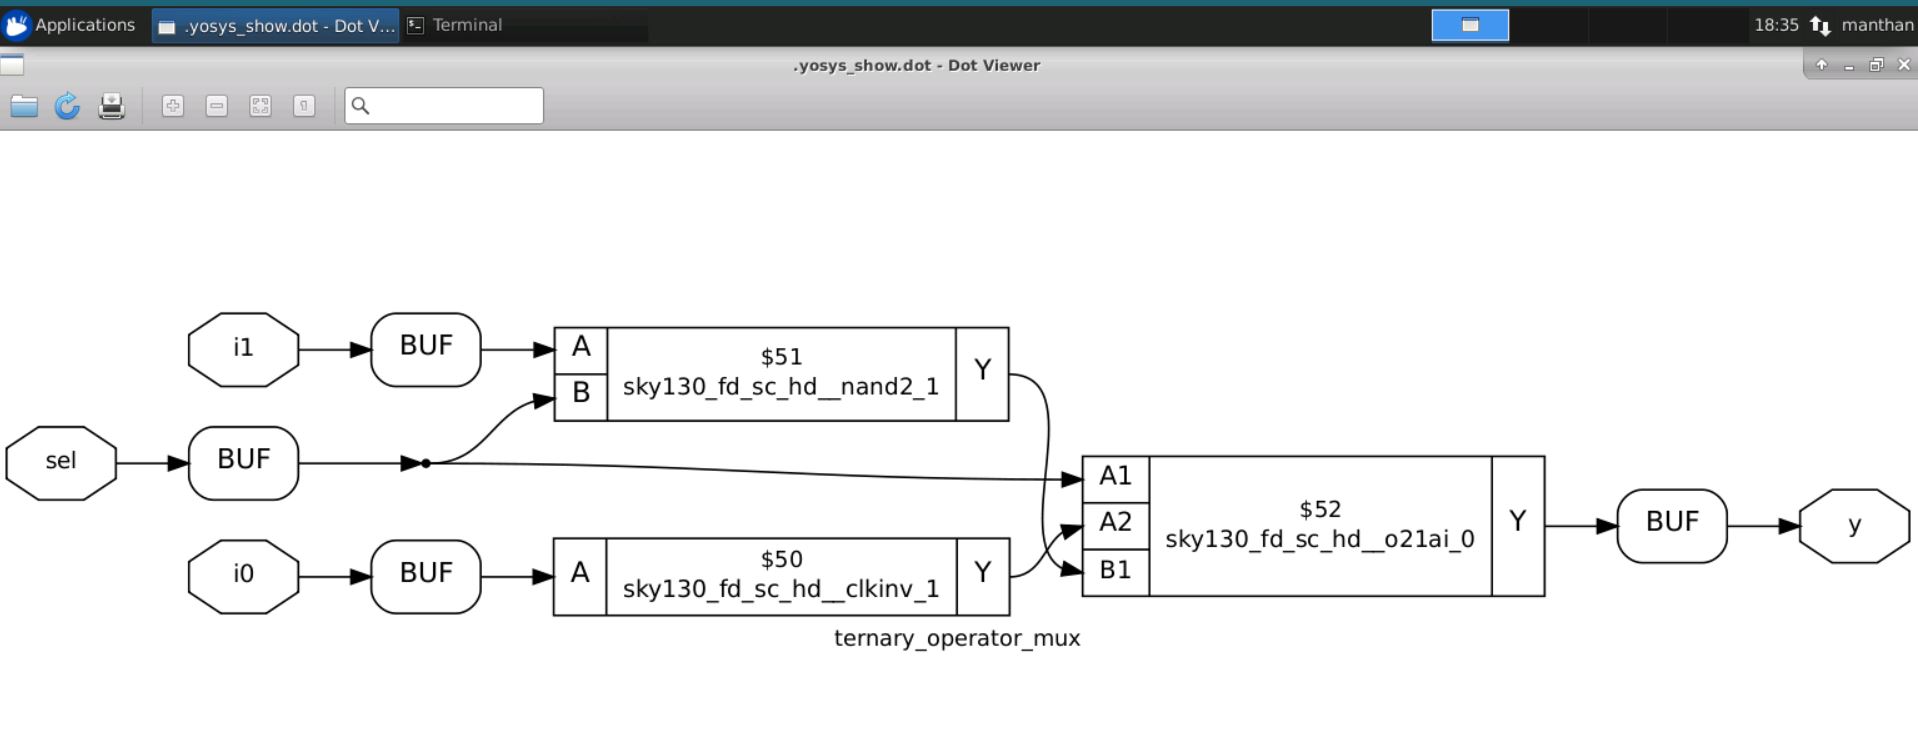 Applications
.yosys_show.dot - Dot V...
Terminal
18:35
manthan
.yosys_show.dot - Dot Viewer
i1
BUF
A
B
$51
sky130_fd_sc_hd__nand2_1
Y
sel
BUF
i0
BUF
A
$50
sky130_fd_sc_hd__clkinv_1
Y
A1
A2
B1
$52
sky130_fd_sc_hd__o21ai_0
Y
BUF
y
ternary_operator_mux